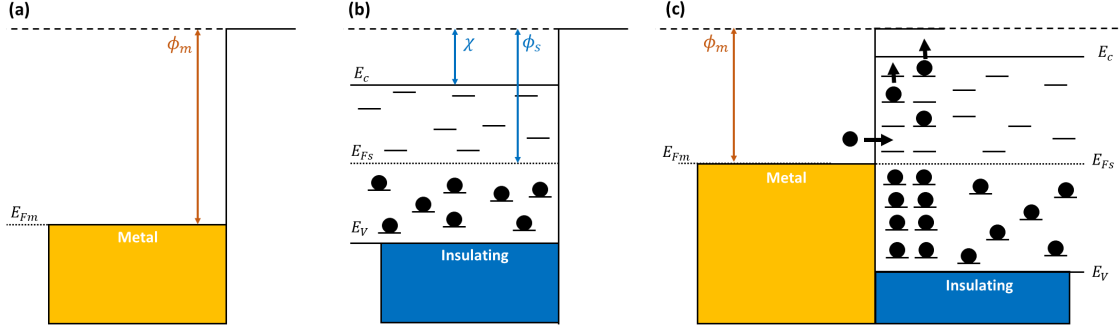 (a)
ϕm
EFm
Metal
(b)
χ
ϕs
Ec
EFs
EV
Insulating
(c)
ϕm
Ec
EFm
EFs
Metal
EV
Insulating